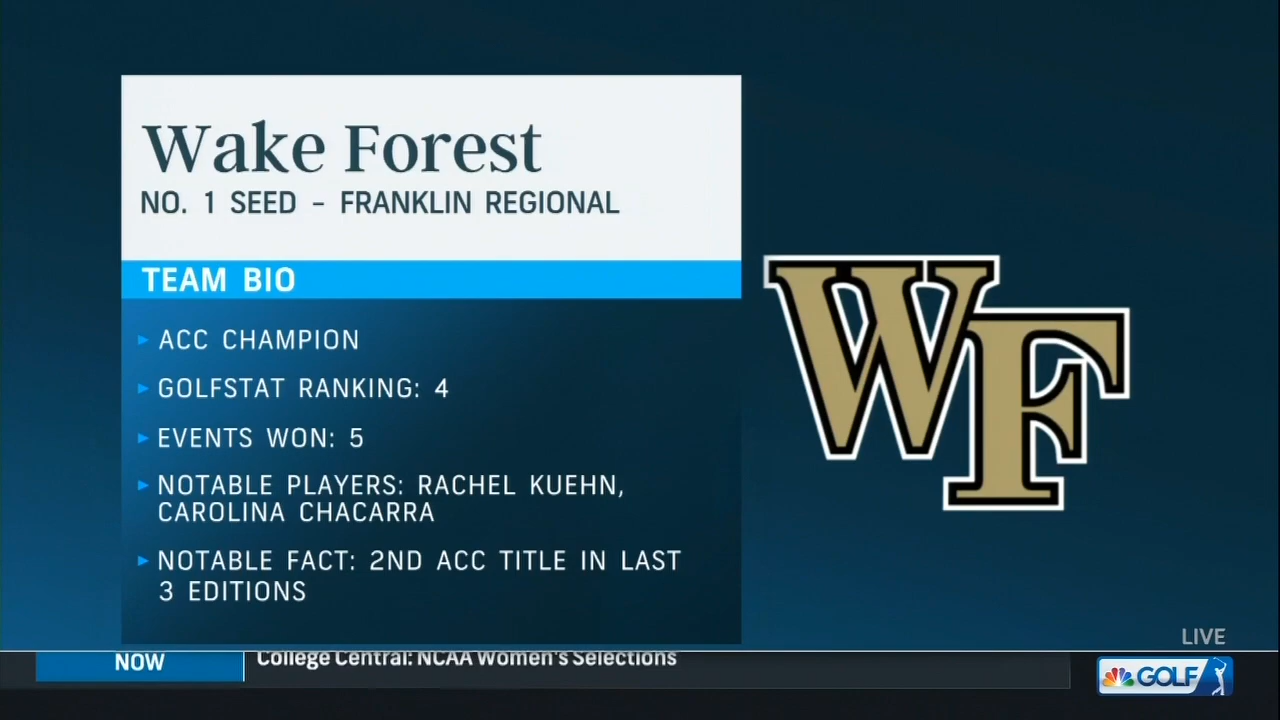 Wake Forest
NO. 1 SEED – FRANKLIN REGIONAL
TEAM BIO
ACC CHAMPION
GOLFSTAT RANKING: 4
EVENTS WON: 5
NOTABLE PLAYERS: RACHEL KUEHN,
CAROLINA CHACARRA
NOTABLE FACT: 2ND ACC TITLE IN LAST
3 EDITIONS
WF
LIVE
NOW
College Central: NCAA Women's Selections
GOLF